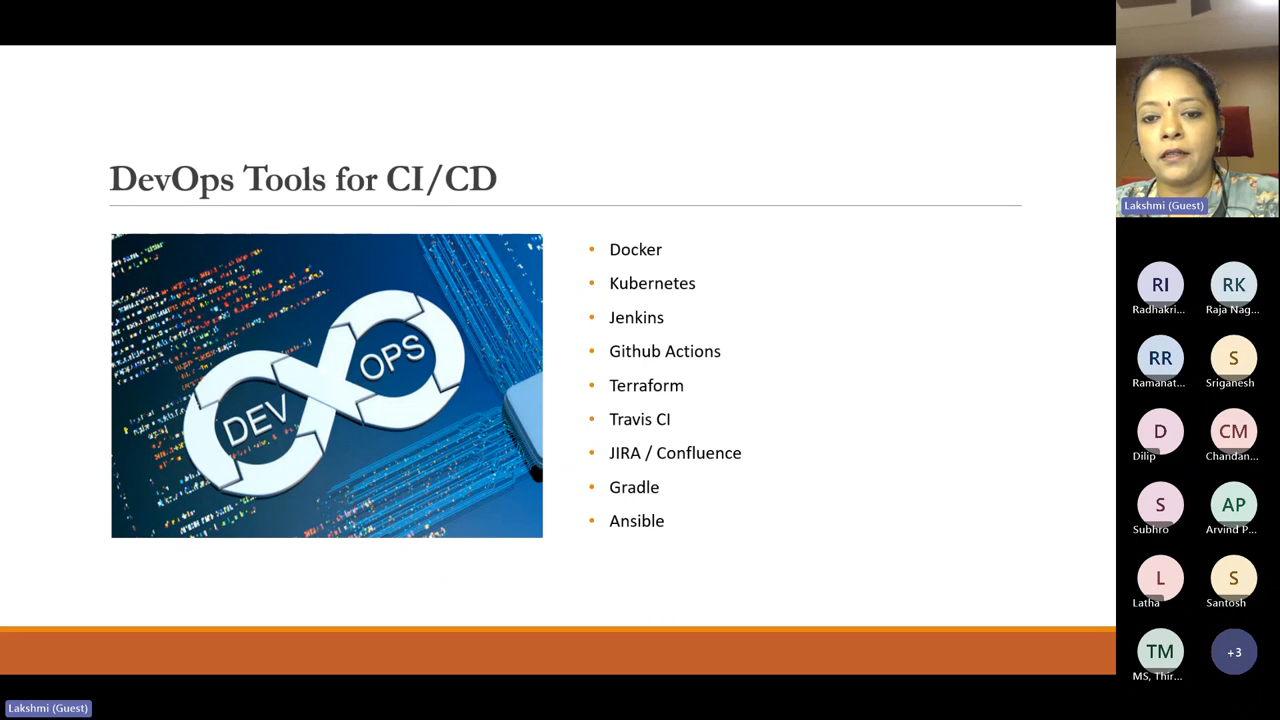 DevOps Tools for CI/CD
DEV
OPS
• Docker
• Kubernetes
• Jenkins
• Github Actions
• Terraform
• Travis CI
• JIRA / Confluence
• Gradle
• Ansible
Lakshmi (Guest)
RI
Radhakri...
RK
Raja Nag...
RR
Ramanat...
S
Sriganesh
D
Dilip
CM
Chandan...
S
Subhro
AP
Arvind P...
L
Latha
S
Santosh
TM
MS, Thir...
+3
Lakshmi (Guest)